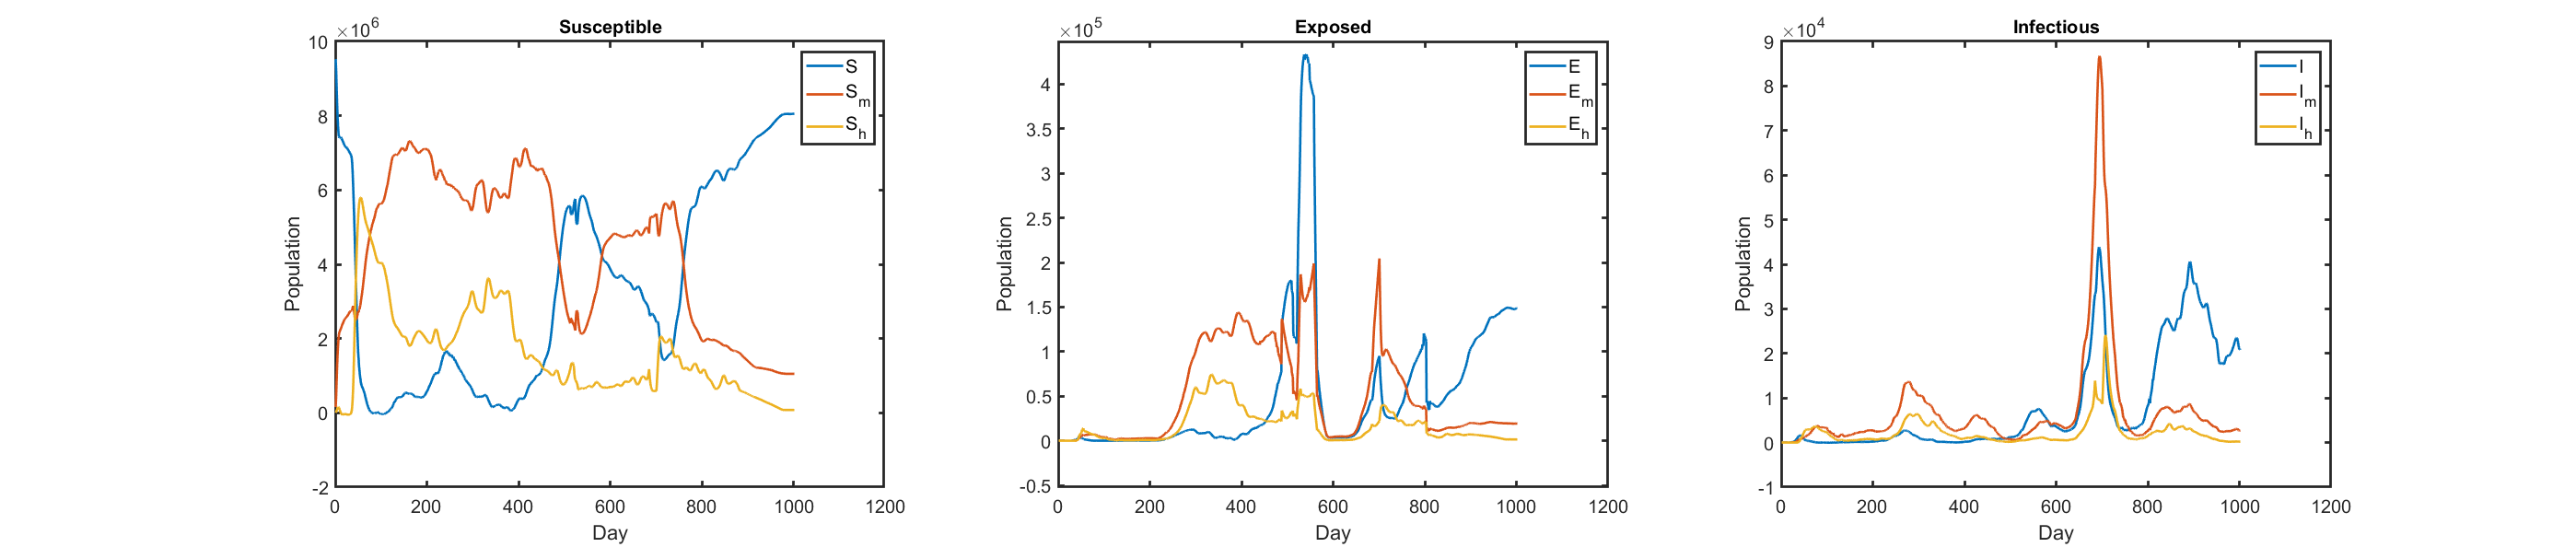 Susceptible
×10^6
10
8
6
4
2
0
-2
0 200 400 600 800 1000 1200
Population
Day
S
S_m
S_h
Exposed
×10^5
4
3.5
3
2.5
2
1.5
1
0.5
0
-0.5
0 200 400 600 800 1000 1200
Population
Day
E
E_m
E_h
Infectious
×10^4
9
8
7
6
5
4
3
2
1
0
-1
0 200 400 600 800 1000 1200
Population
Day
I
I_m
I_h